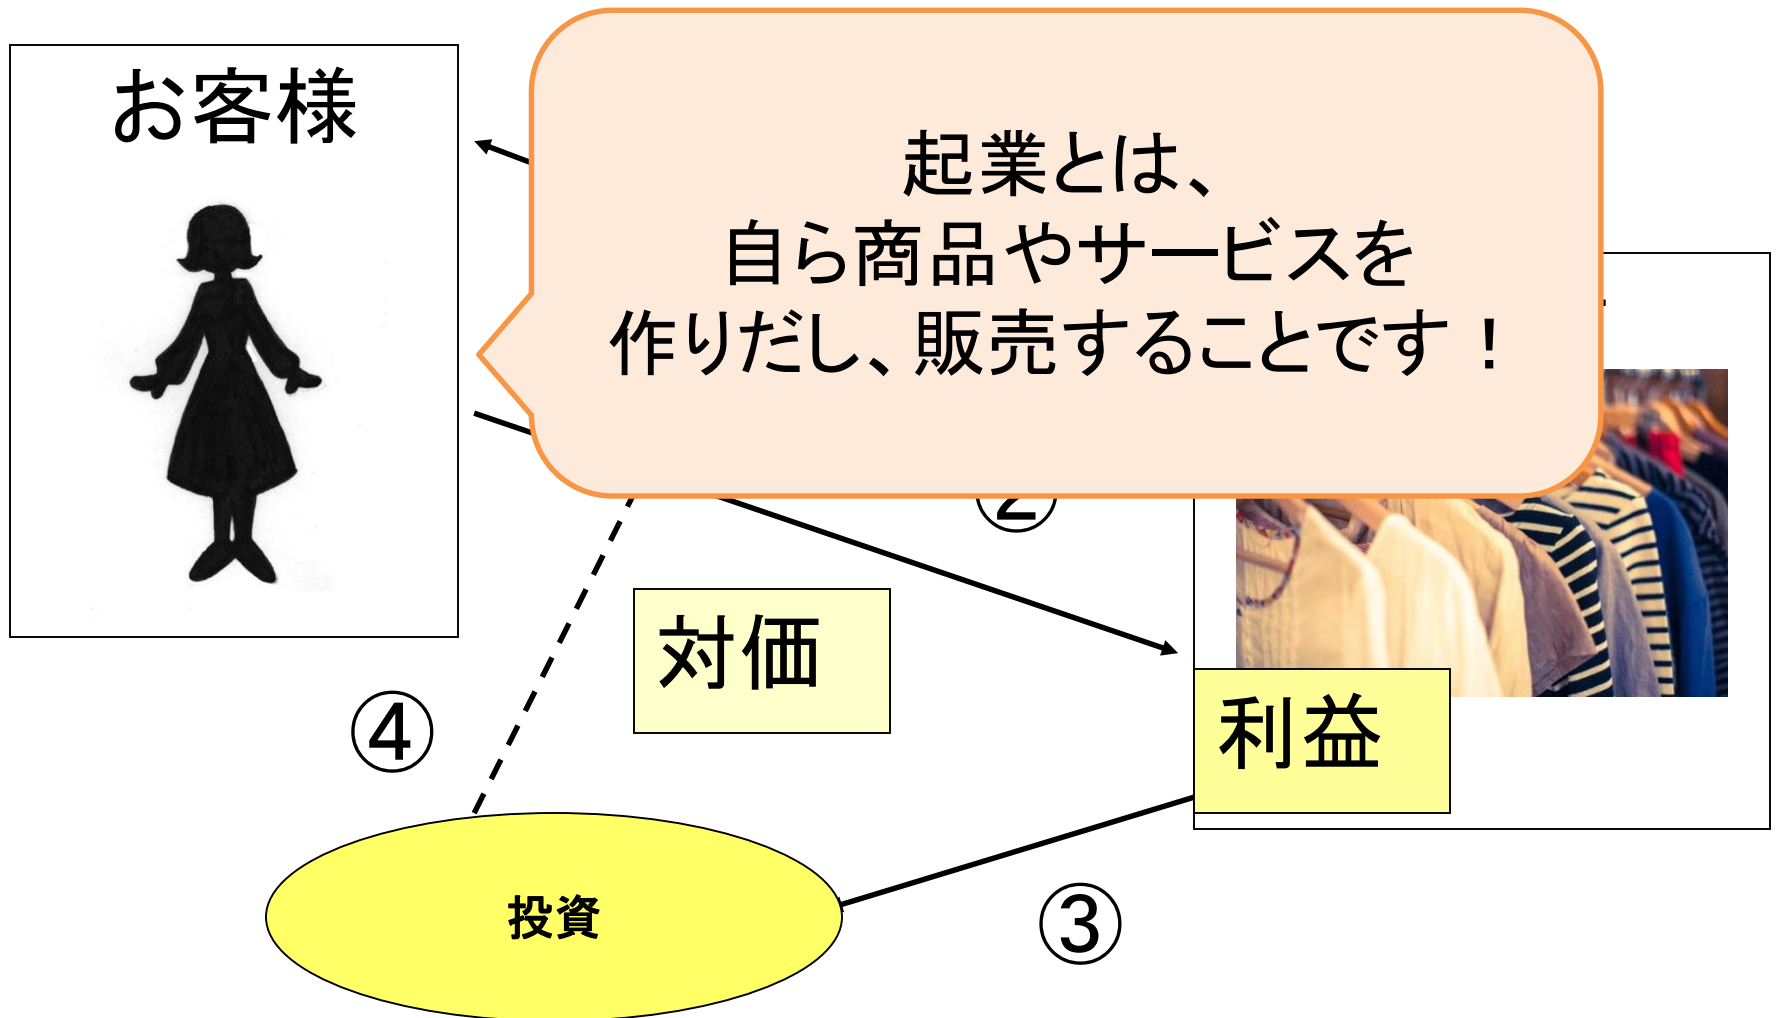 お客様
起業とは、
自ら商品やサービスを
作りだし、販売することです！
②
対価
④
利益
投資
③